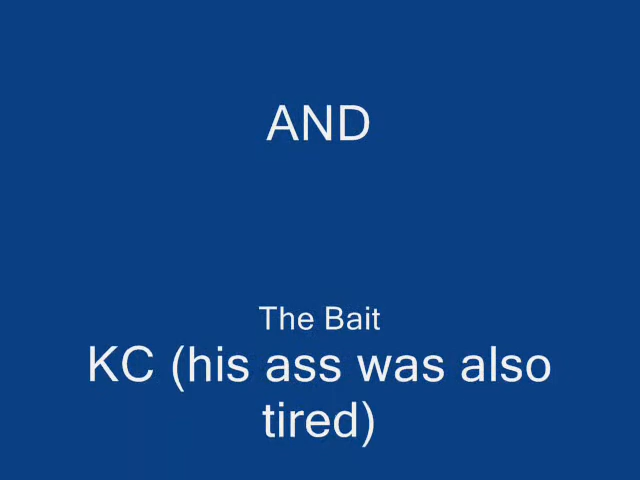 AND
The Bait
KC (his ass was also
tired)